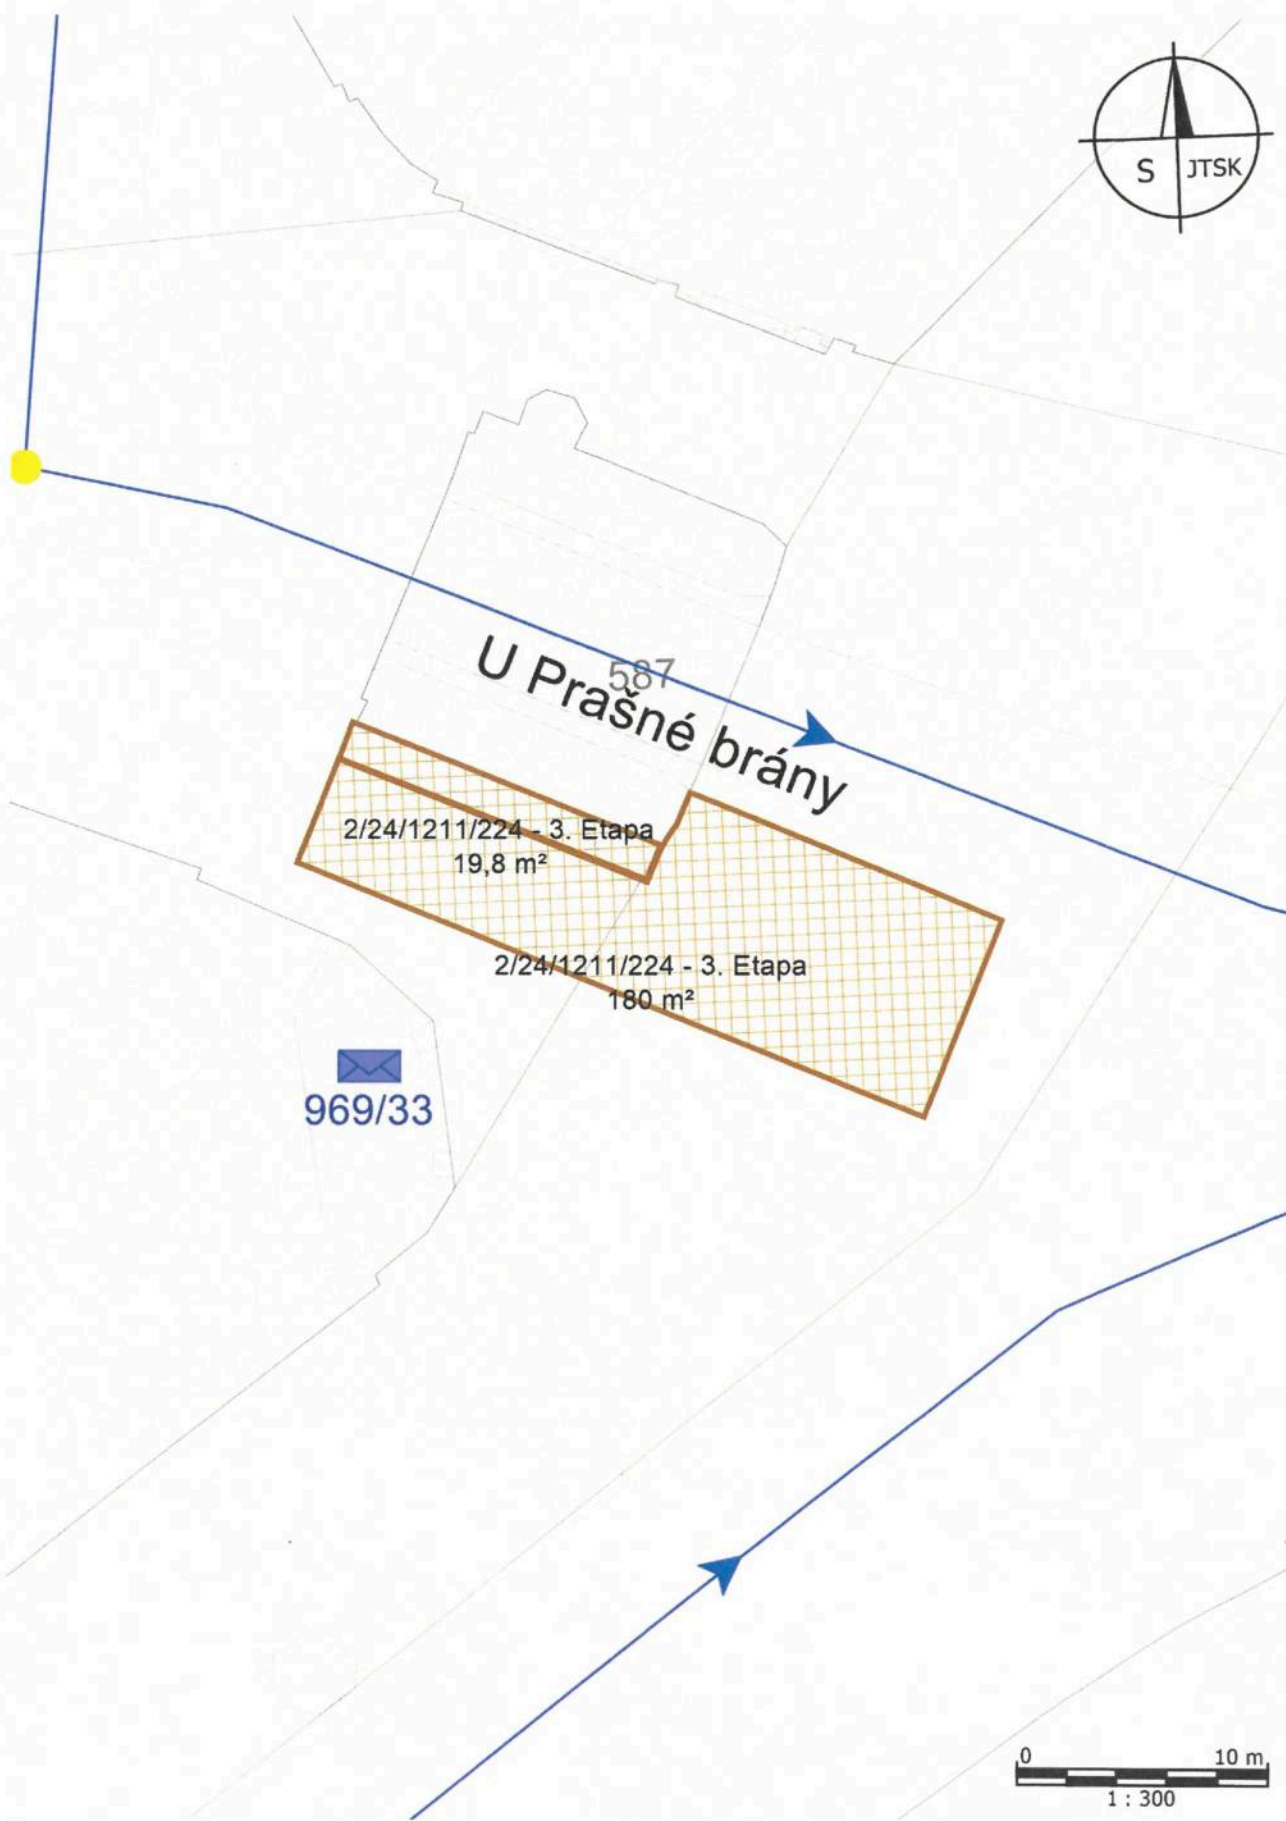 S JTSK
587
U Prašné brány
2/24/1211/224 - 3. Etapa
19,8 m²
2/24/1211/224 - 3. Etapa
180 m²
969/33
0 10 m
1 : 300